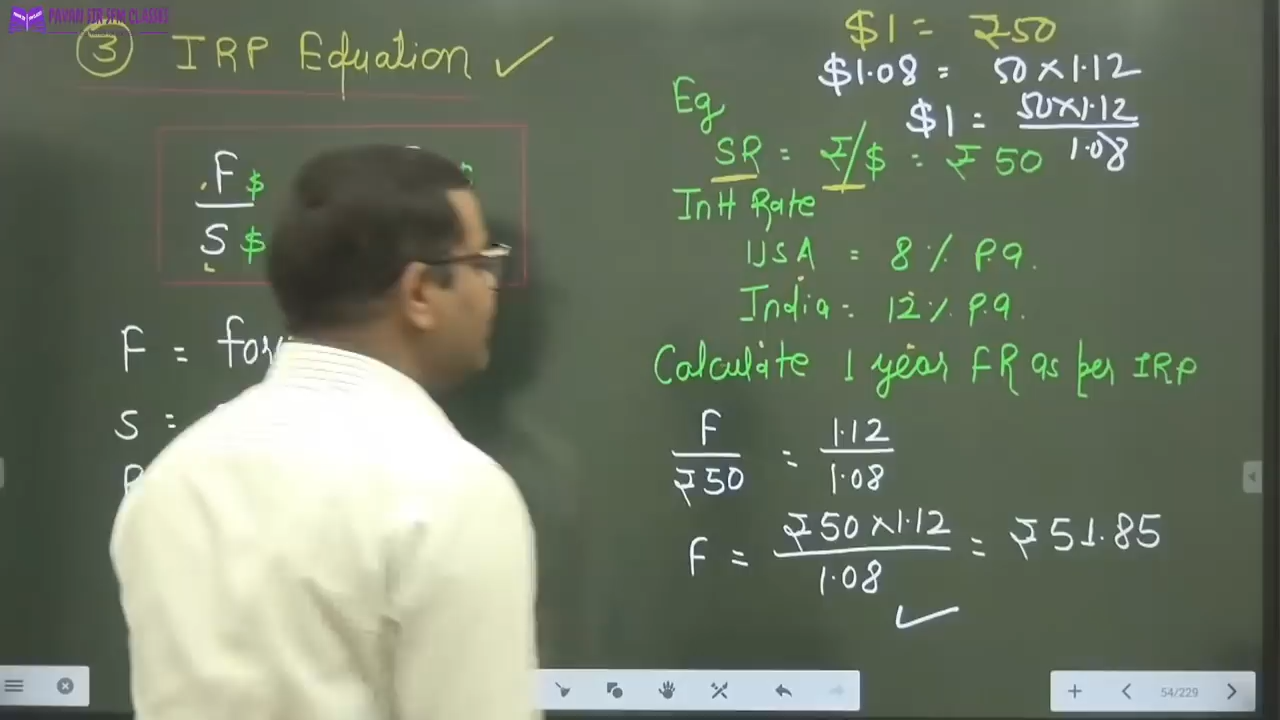 PAVAN SIR SFM CLASSES
③ IRP Equation ✓
F $
S $
F = for
S =
$1 = ₹50
$1.08 = 50×1.12
$1 = 50×1.12 / 1.08
Eg
SR = ₹/$ = ₹50
Intt Rate
USA = 8% P.a.
India = 12% P.a.
Calculate 1 year FR as per IRP
F / ₹50 = 1.12 / 1.08
F = ₹50×1.12 / 1.08 = ₹51.85
✓
54/229